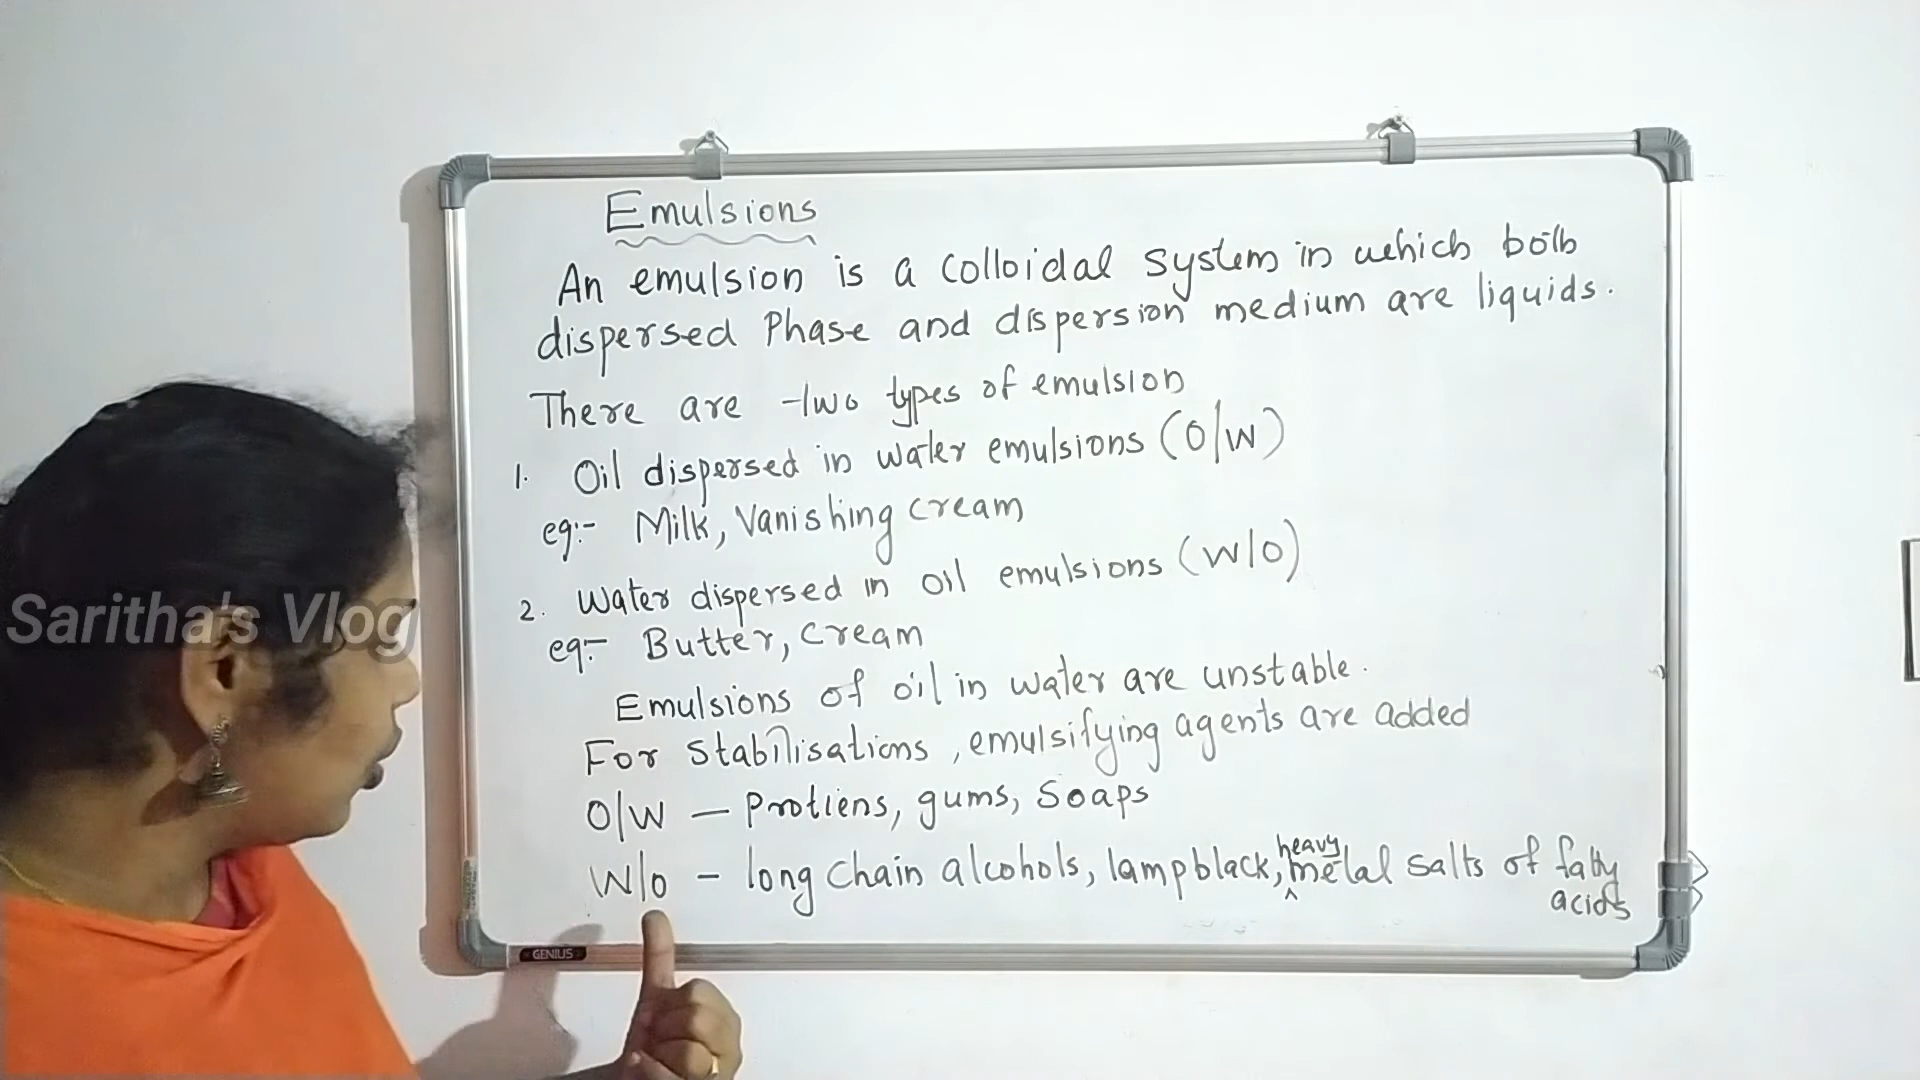 Emulsions
An emulsion is a colloidal system in which both
dispersed Phase and dispersion medium are liquids.
There are two types of emulsion
1. Oil dispersed in water emulsions (O/W)
eg:- Milk, Vanishing cream
2. Water dispersed in oil emulsions (W/O)
eg:- Butter, cream
Emulsions of oil in water are unstable.
For stabilisations, emulsifying agents are added
O/W - Protiens, gums, Soaps
heavy
W/O - long chain alcohols, lampblack, metal salts of fatty
acids
Saritha's Vlog
GENIUS